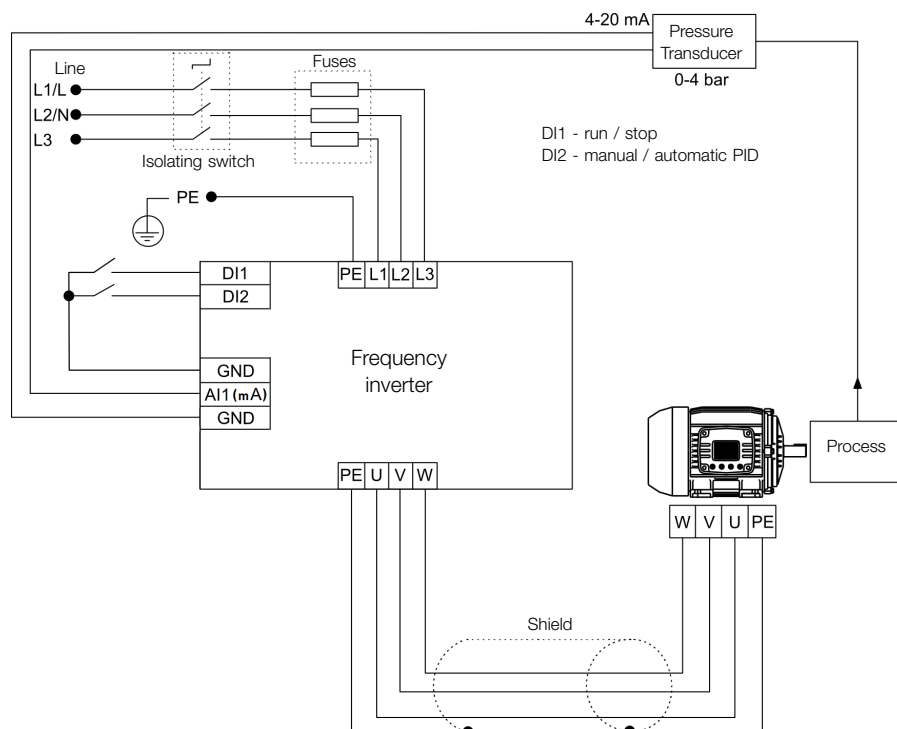 4-20 mA
Pressure
Transducer
0-4 bar
Line
Fuses
L1/L
L2/N
L3
Isolating switch
DI1 - run / stop
DI2 - manual / automatic PID
PE
PE L1 L2 L3
DI1
DI2
GND
AI1 (mA)
GND
Frequency
inverter
Process
PE U V W
W V U PE
Shield